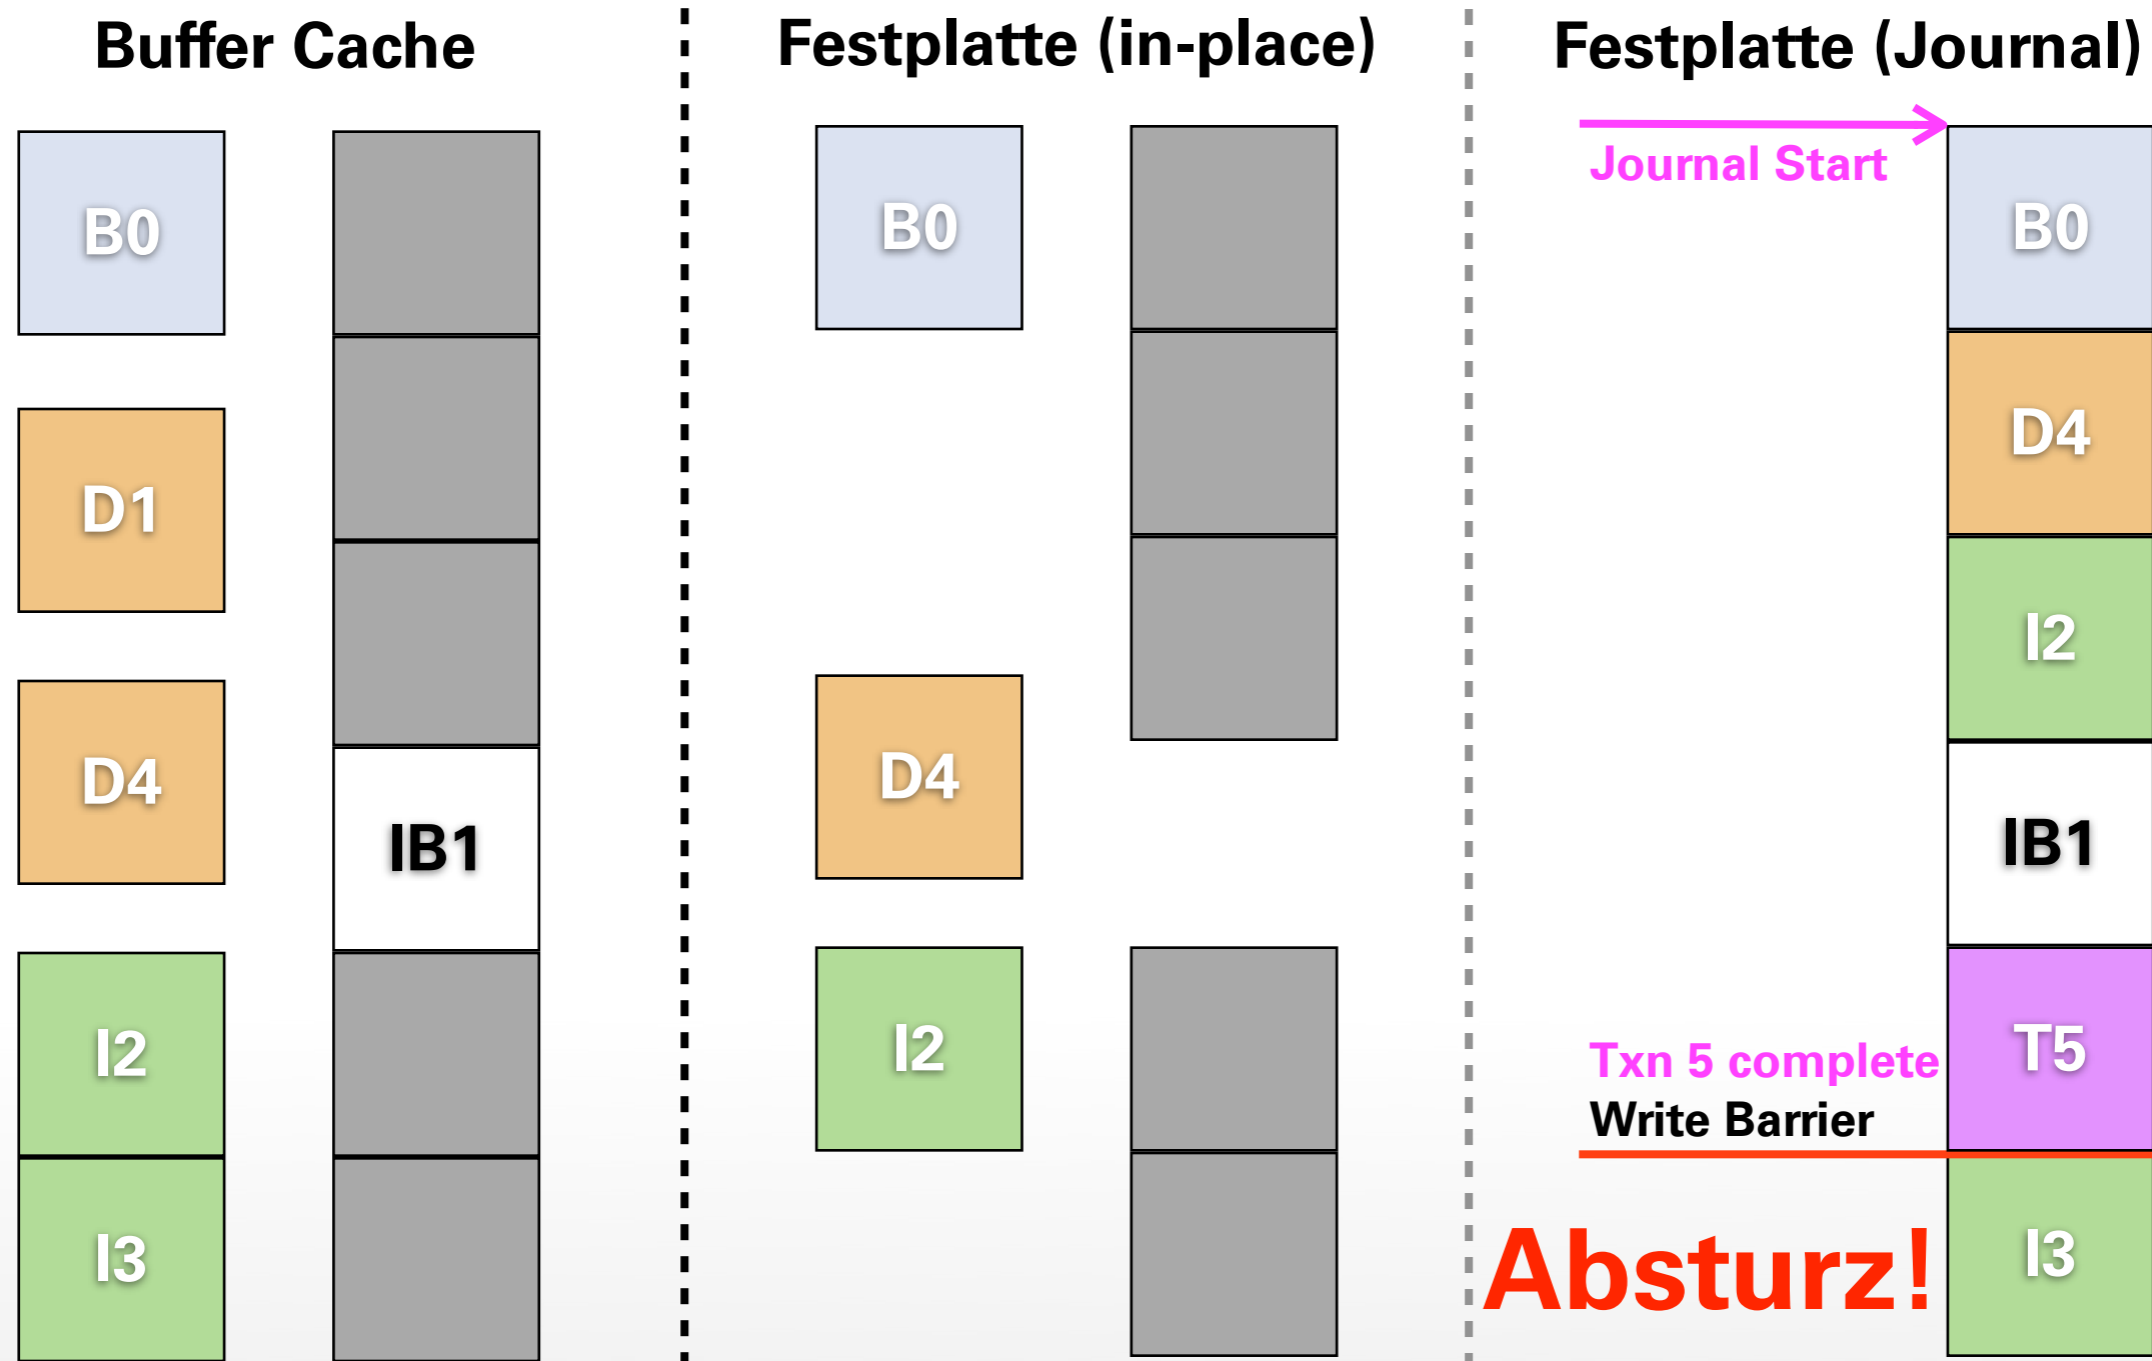 Buffer Cache
B0
D1
D4
I2
I3
IB1
Festplatte (in-place)
B0
D4
I2
Festplatte (Journal)
Journal Start
B0
D4
I2
IB1
T5
Txn 5 complete
Write Barrier
Absturz!
I3